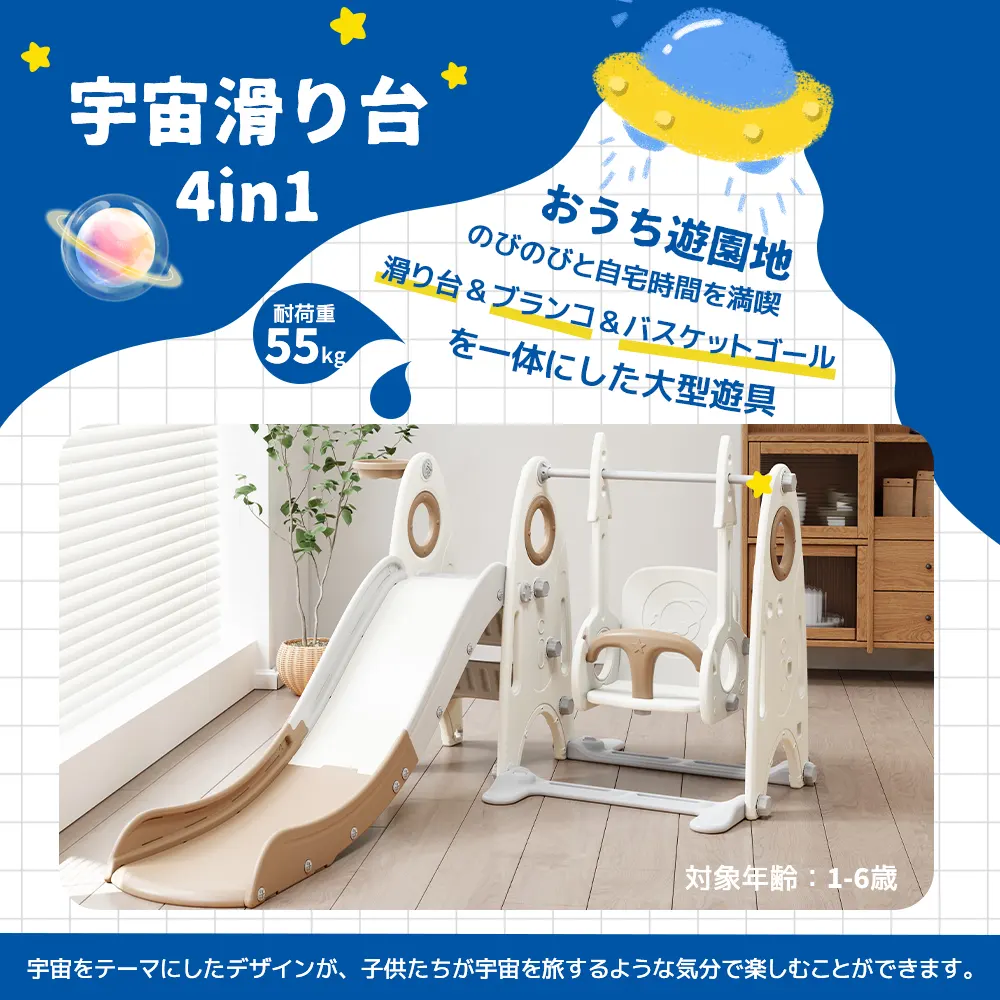 宇宙滑り台
4in1
おうち遊園地
のびのびと自宅時間を満喫
滑り台&ブランコ&バスケットゴール
を一体にした大型遊具
耐荷重
55kg
対象年齢:1-6歳
宇宙をテーマにしたデザインが、子供たちが宇宙を旅するような気分で楽しむことができます。